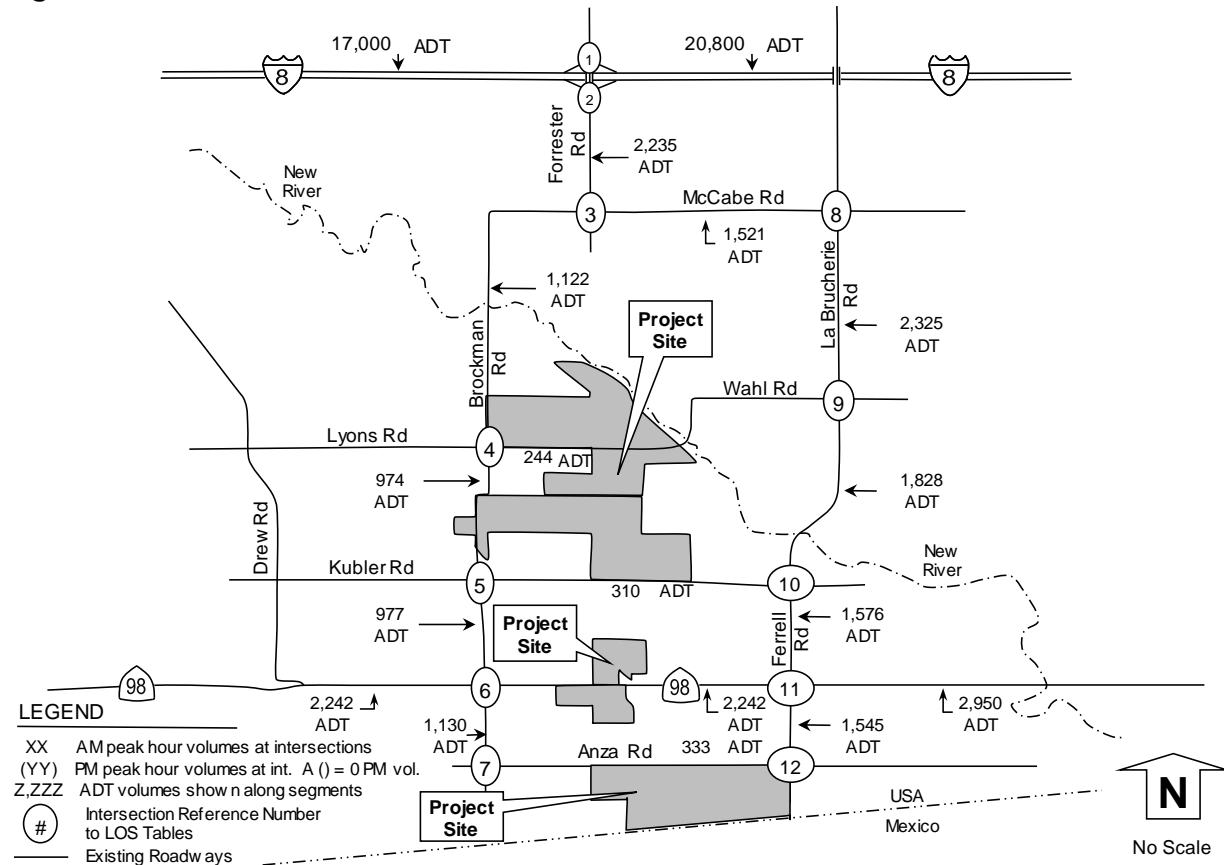 17,000 ADT
20,800 ADT
8
8
1
2
Forrester
Rd
2,235
ADT
New
River
3
McCabe Rd
8
1,521
ADT
1,122
ADT
La Brucherie
Rd
Project
Site
2,325
ADT
Brockman
Rd
Wahl Rd
9
Lyons Rd
4
244 ADT
974
ADT
1,828
ADT
Drew Rd
New
River
Kubler Rd
5
10
310 ADT
977
ADT
Project
Site
Ferrell
Rd
1,576
ADT
98
6
98
11
2,242
ADT
2,242
ADT
2,950
ADT
1,130
ADT
1,545
ADT
7
Anza Rd
333 ADT
12
Project
Site
USA
Mexico
LEGEND
XX AM peak hour volumes at intersections
(YY) PM peak hour volumes at int. A () = 0 PM vol.
Z,ZZZ ADT volumes shown along segments
# Intersection Reference Number
to LOS Tables
Existing Roadways
N
No Scale